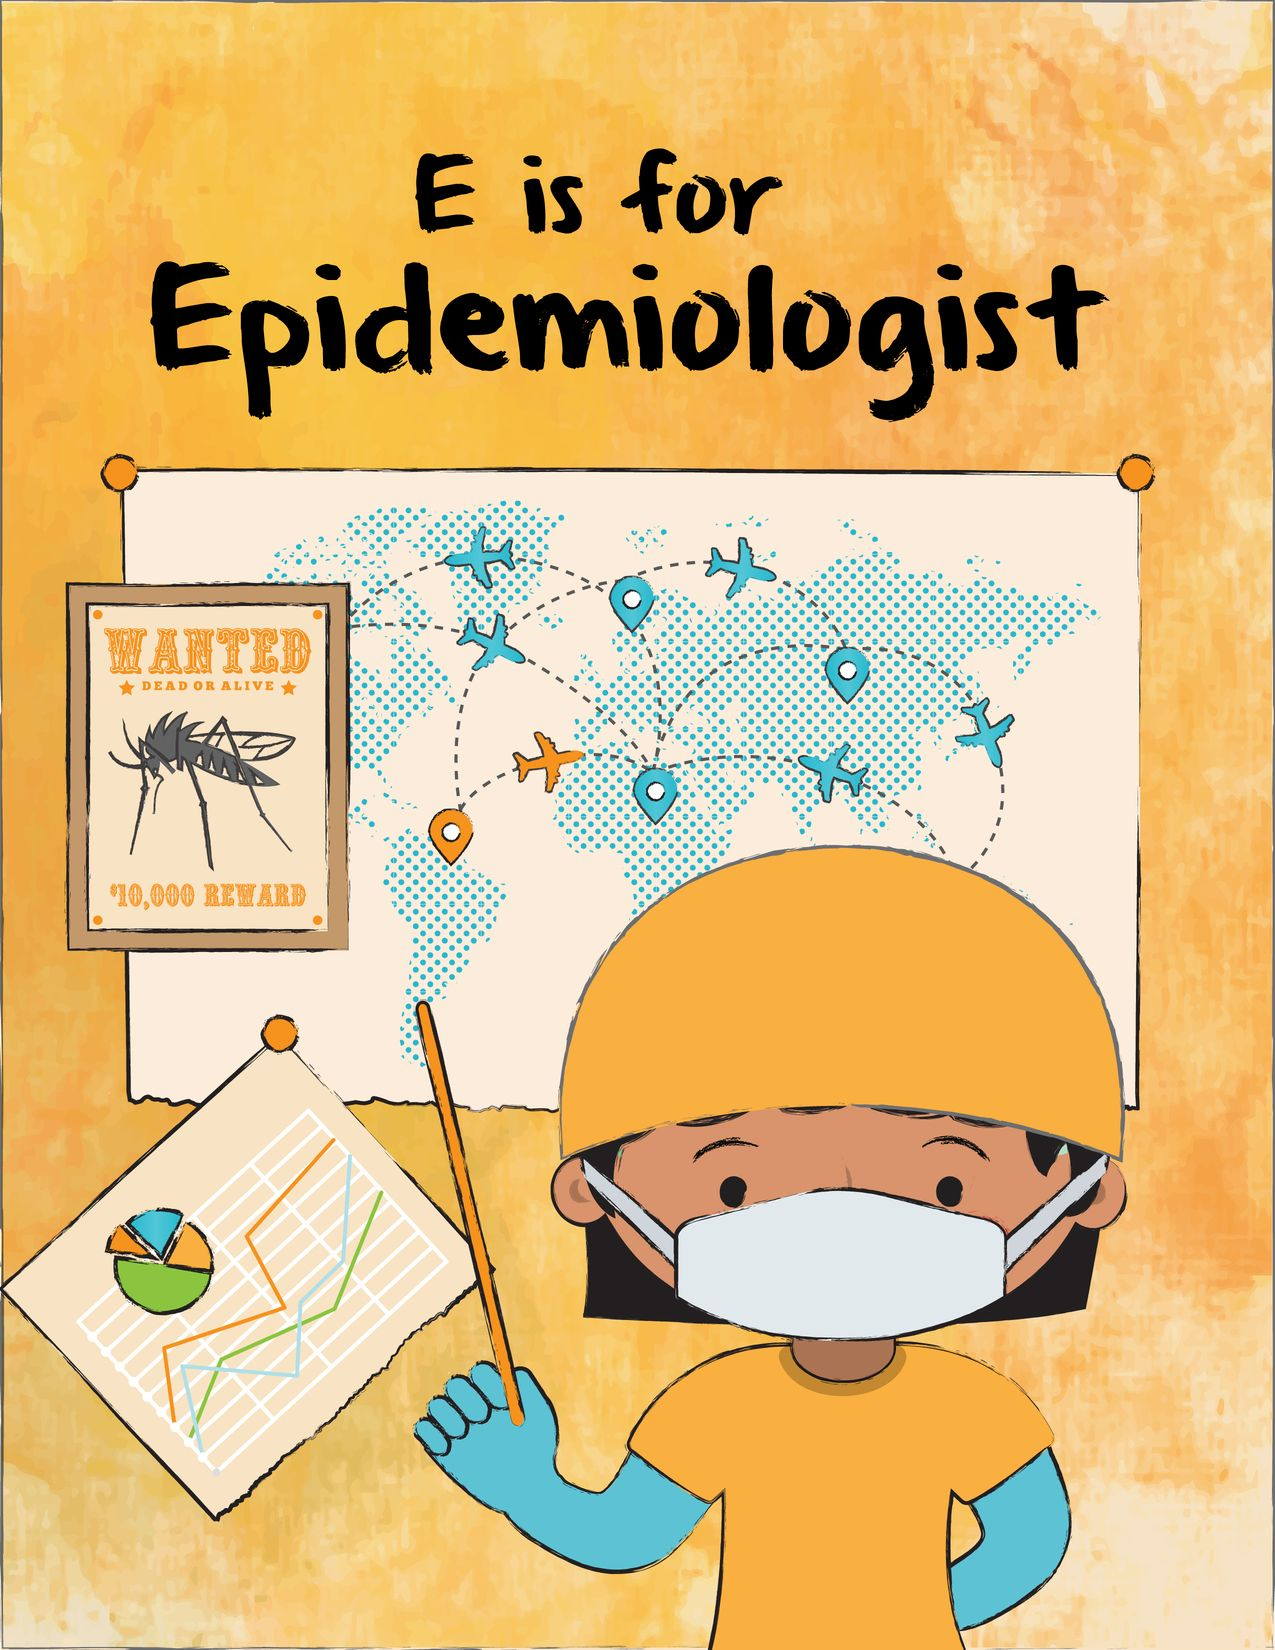 E is for
Epidemiologist
WANTED
★ DEAD OR ALIVE ★
$10,000 REWARD